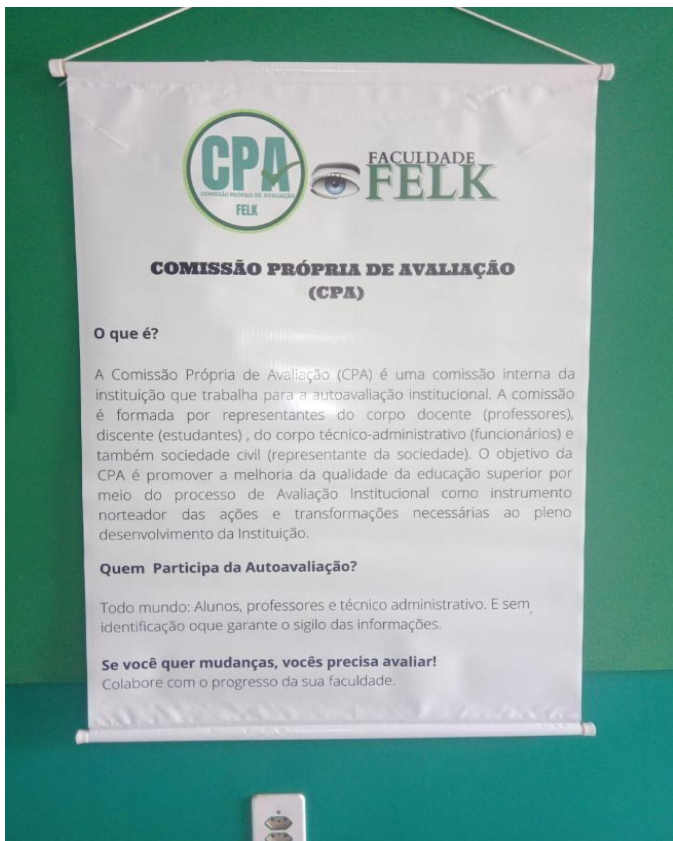 CPA
COMISSÃO PRÓPRIA DE AVALIAÇÃO
FELK
FACULDADE
FELK
COMISSÃO PRÓPRIA DE AVALIAÇÃO
(CPA)
O que é?
A Comissão Própria de Avaliação (CPA) é uma comissão interna da
instituição que trabalha para a autoavaliação institucional. A comissão
é formada por representantes do corpo docente (professores),
discente (estudantes) , do corpo técnico-administrativo (funcionários) e
também sociedade civil (representante da sociedade). O objetivo da
CPA é promover a melhoria da qualidade da educação superior por
meio do processo de Avaliação Institucional como instrumento
norteador das ações e transformações necessárias ao pleno
desenvolvimento da Instituição.
Quem Participa da Autoavaliação?
Todo mundo: Alunos, professores e técnico administrativo. E sem
identificação oque garante o sigilo das informações.
Se você quer mudanças, vocês precisa avaliar!
Colabore com o progresso da sua faculdade.